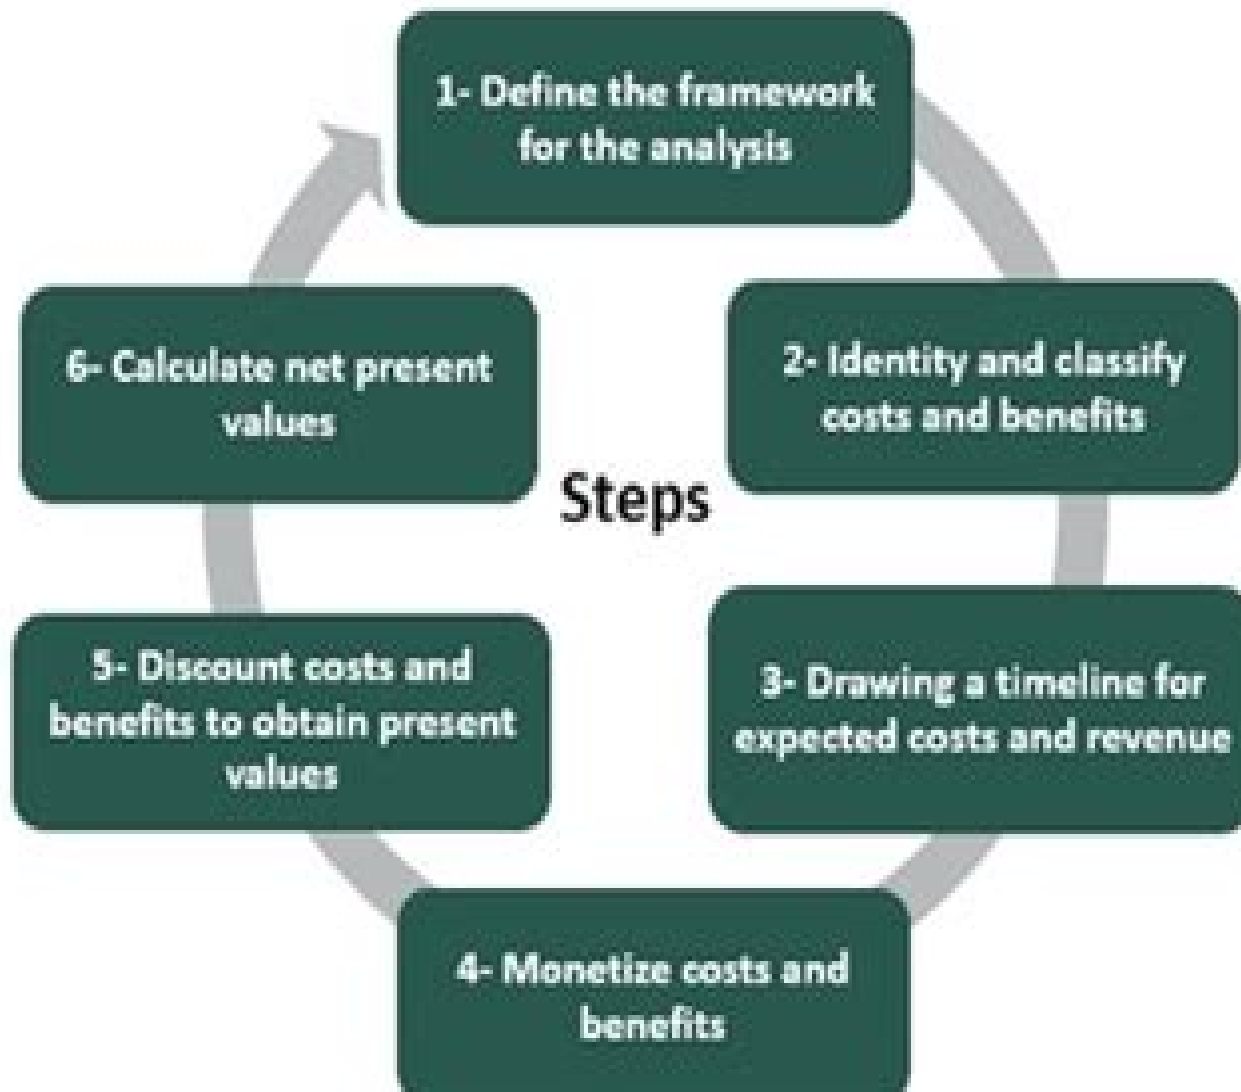 1- Define the framework
for the analysis
2- Identity and classify
costs and benefits
3- Drawing a timeline for
expected costs and revenue
4- Monetize costs and
benefits
5- Discount costs and
benefits to obtain present
values
6- Calculate net present
values
Steps